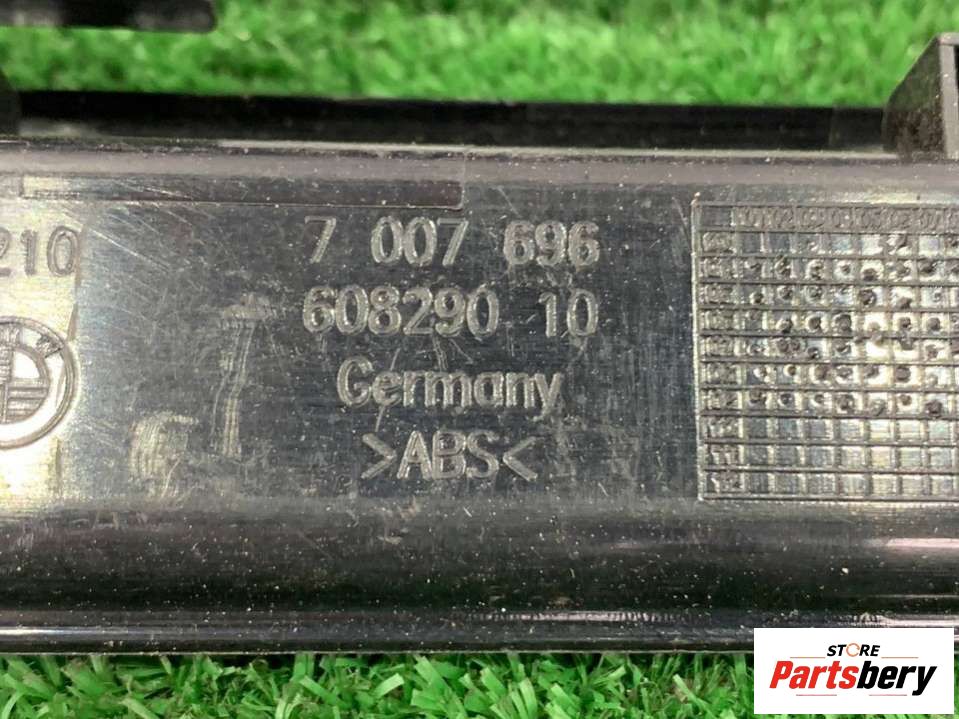 210
7 007 696
608290 10
Germany
>ABS<
STORE
Partsbery